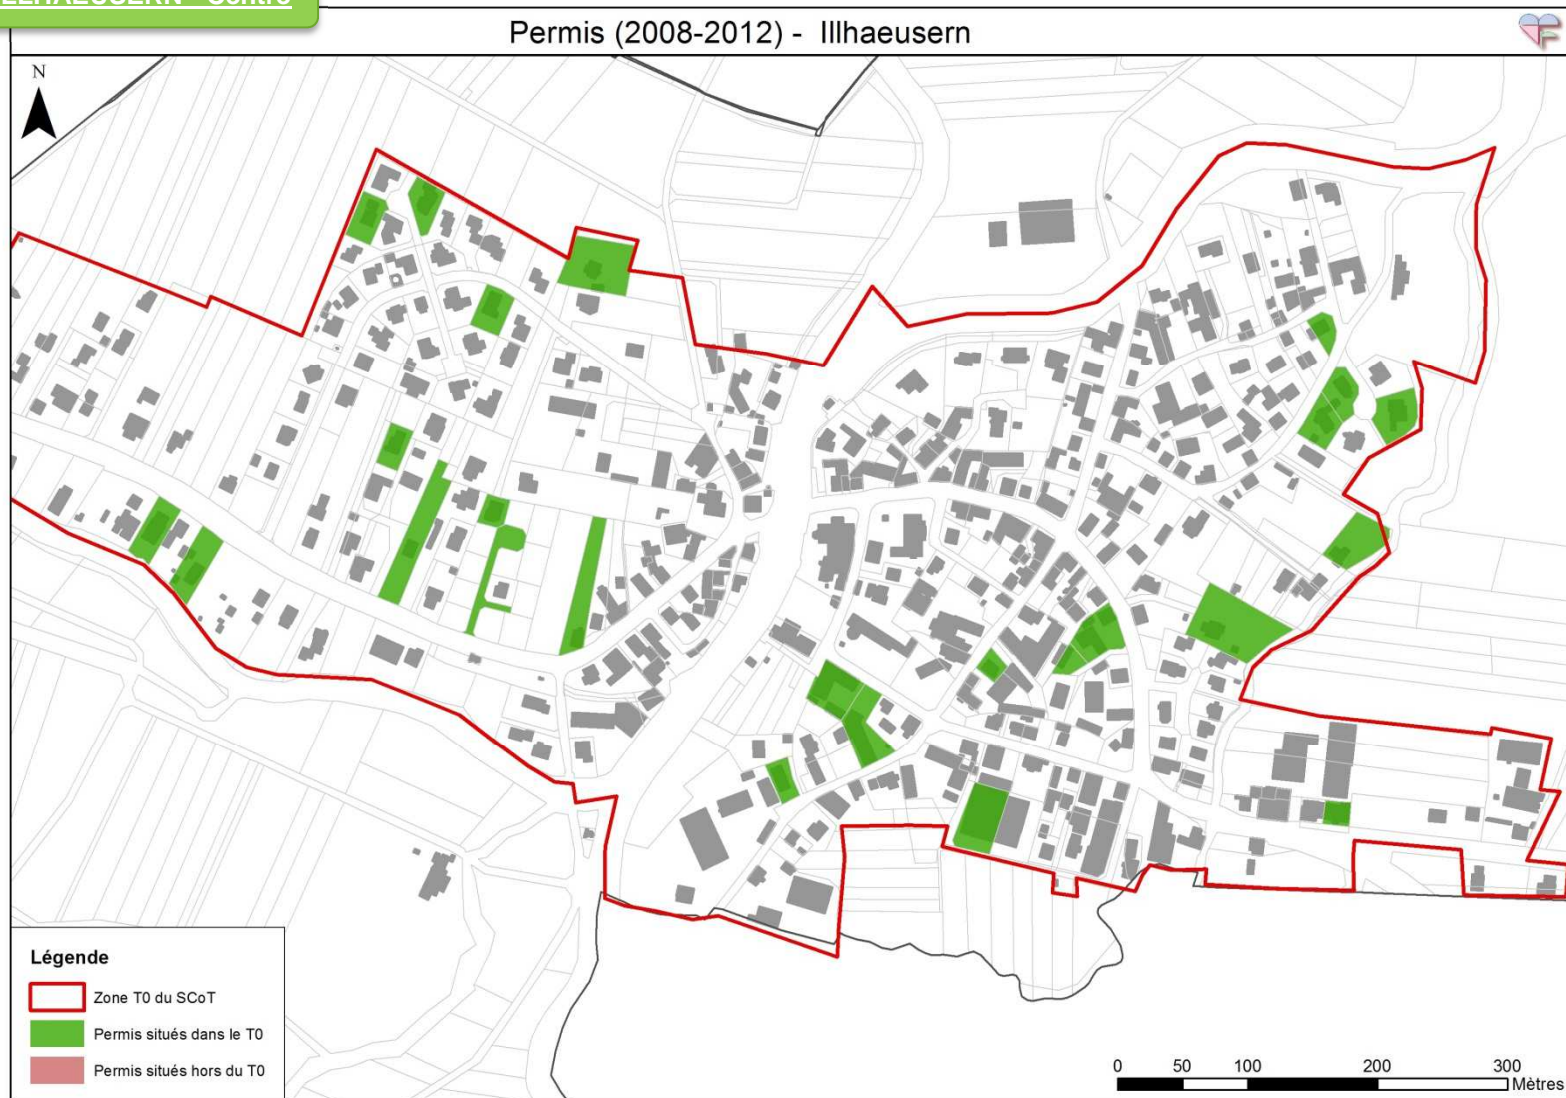 Centre
Permis (2008-2012) - Illhaeusern
N
Légende
Zone T0 du SCoT
Permis situés dans le T0
Permis situés hors du T0
0 50 100 200 300
Mètres